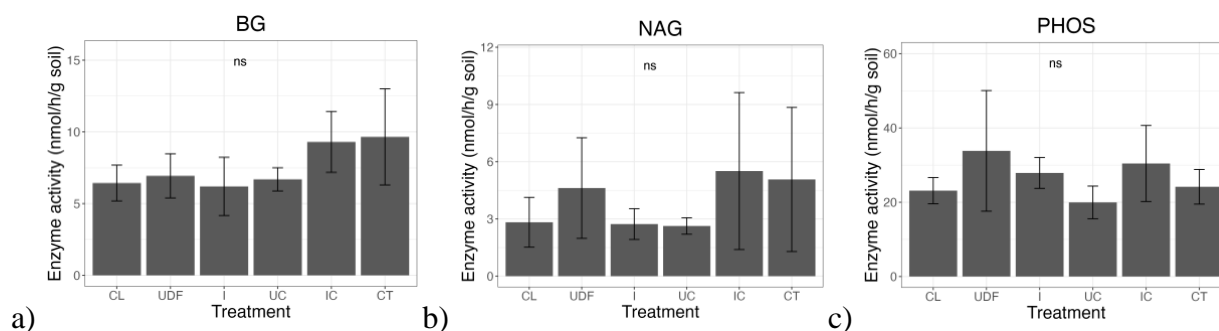 BG
Enzyme activity (nmol/h/g soil)
15
10
5
0
ns
CL UDF I UC IC CT
Treatment
a)
NAG
Enzyme activity (nmol/h/g soil)
12
9
6
3
0
ns
CL UDF I UC IC CT
Treatment
b)
PHOS
Enzyme activity (nmol/h/g soil)
60
40
20
0
ns
CL UDF I UC IC CT
Treatment
c)